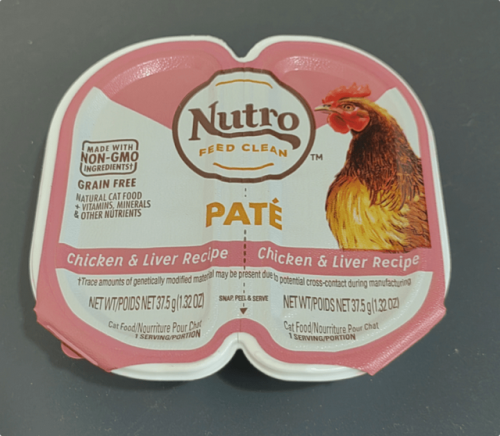 Nutro
FEED CLEAN
TM
MADE WITH
NON-GMO
INGREDIENTS†
GRAIN FREE
NATURAL CAT FOOD
+ VITAMINS, MINERALS
& OTHER NUTRIENTS
PATÉ
Chicken & Liver Recipe
Chicken & Liver Recipe
†Trace amounts of genetically modified material may be present due to potential cross-contact during manufacturing
NET WT/POIDS NET 37.5 g (1.32 OZ)
SNAP, PEEL & SERVE
NET WT/POIDS NET 37.5 g (1.32 OZ)
Cat Food/Nourriture Pour Chat
1 SERVING/PORTION
Cat Food/Nourriture Pour Chat
1 SERVING/PORTION